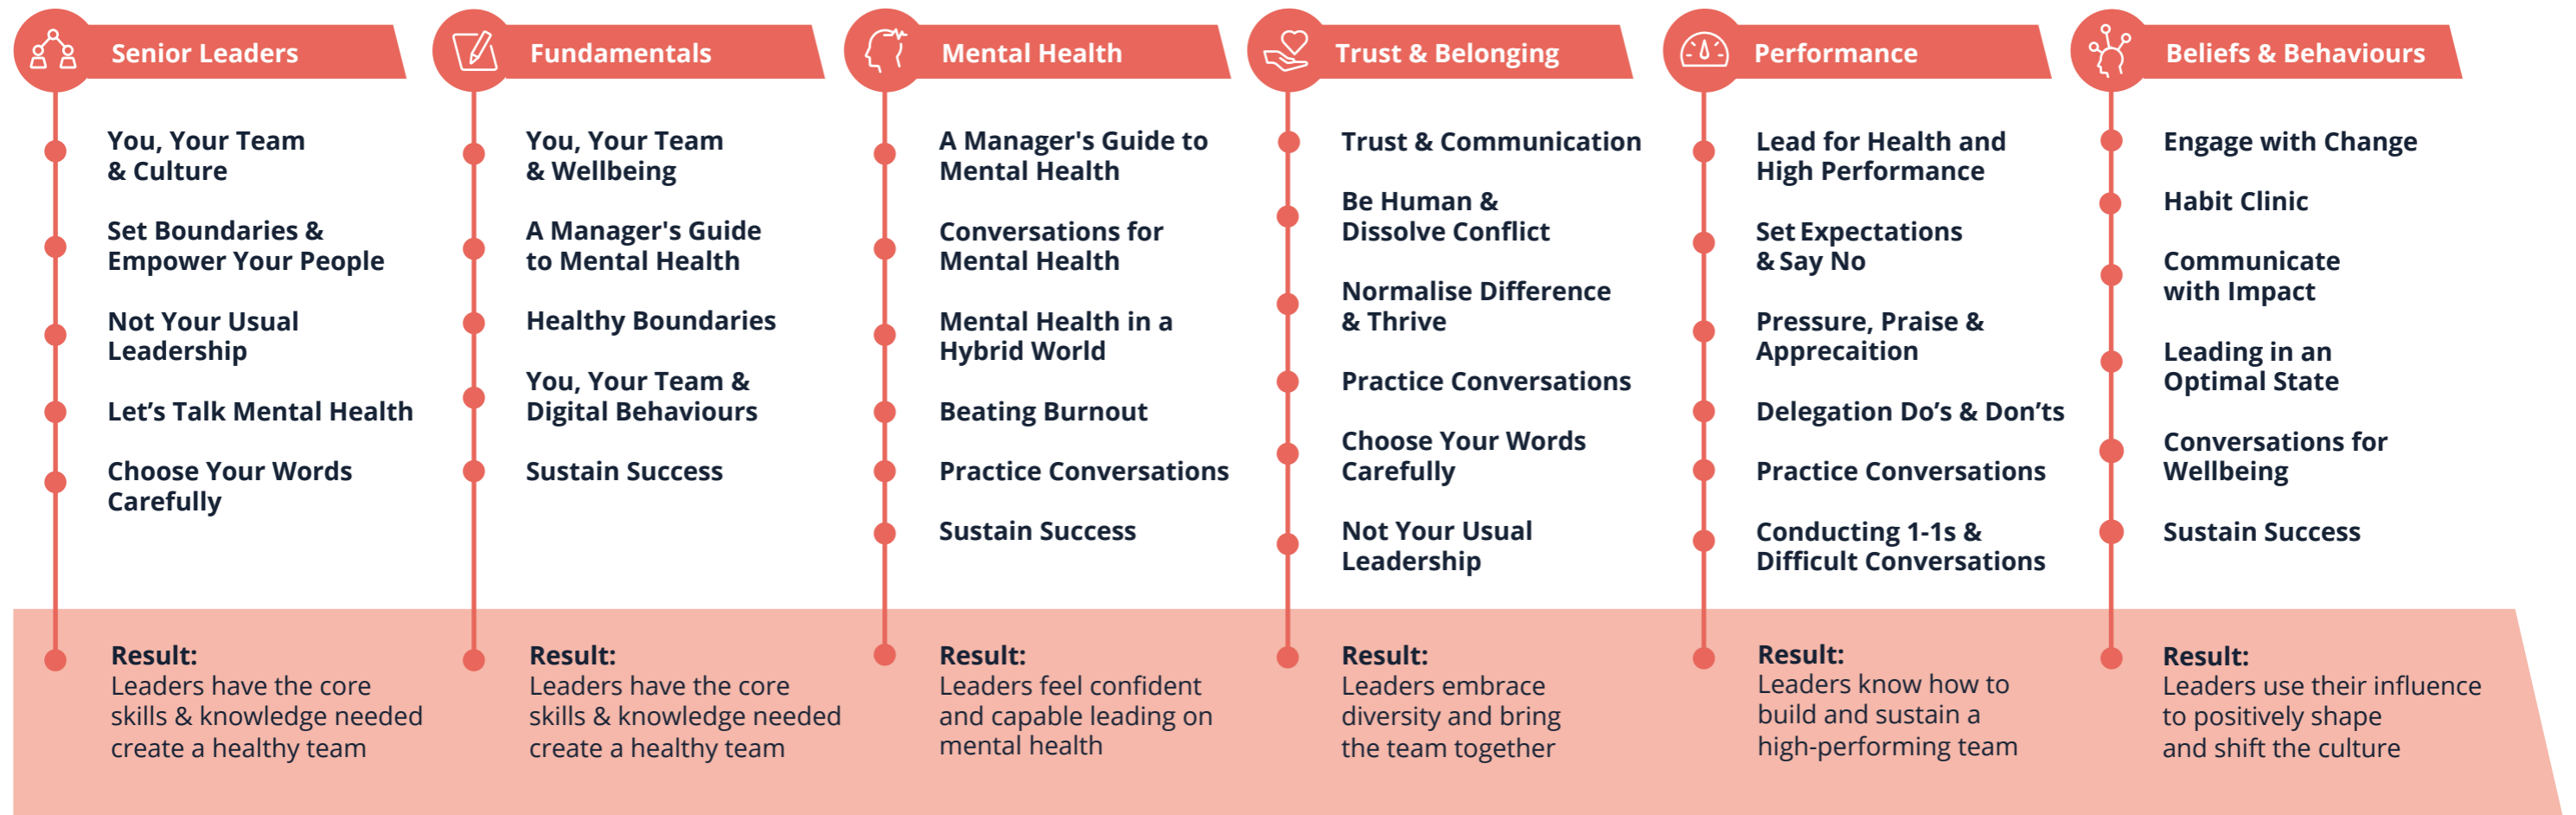 Senior Leaders
You, Your Team
& Culture
Set Boundaries &
Empower Your People
Not Your Usual
Leadership
Let’s Talk Mental Health
Choose Your Words
Carefully
Result:
Leaders have the core
skills & knowledge needed
create a healthy team
Fundamentals
You, Your Team
& Wellbeing
A Manager's Guide
to Mental Health
Healthy Boundaries
You, Your Team &
Digital Behaviours
Sustain Success
Result:
Leaders have the core
skills & knowledge needed
create a healthy team
Mental Health
A Manager's Guide to
Mental Health
Conversations for
Mental Health
Mental Health in a
Hybrid World
Beating Burnout
Practice Conversations
Sustain Success
Result:
Leaders feel confident
and capable leading on
mental health
Trust & Belonging
Trust & Communication
Be Human &
Dissolve Conflict
Normalise Difference
& Thrive
Practice Conversations
Choose Your Words
Carefully
Not Your Usual
Leadership
Result:
Leaders embrace
diversity and bring
the team together
Performance
Lead for Health and
High Performance
Set Expectations
& Say No
Pressure, Praise &
Apprecaition
Delegation Do’s & Don’ts
Practice Conversations
Conducting 1-1s &
Difficult Conversations
Result:
Leaders know how to
build and sustain a
high-performing team
Beliefs & Behaviours
Engage with Change
Habit Clinic
Communicate
with Impact
Leading in an
Optimal State
Conversations for
Wellbeing
Sustain Success
Result:
Leaders use their influence
to positively shape
and shift the culture